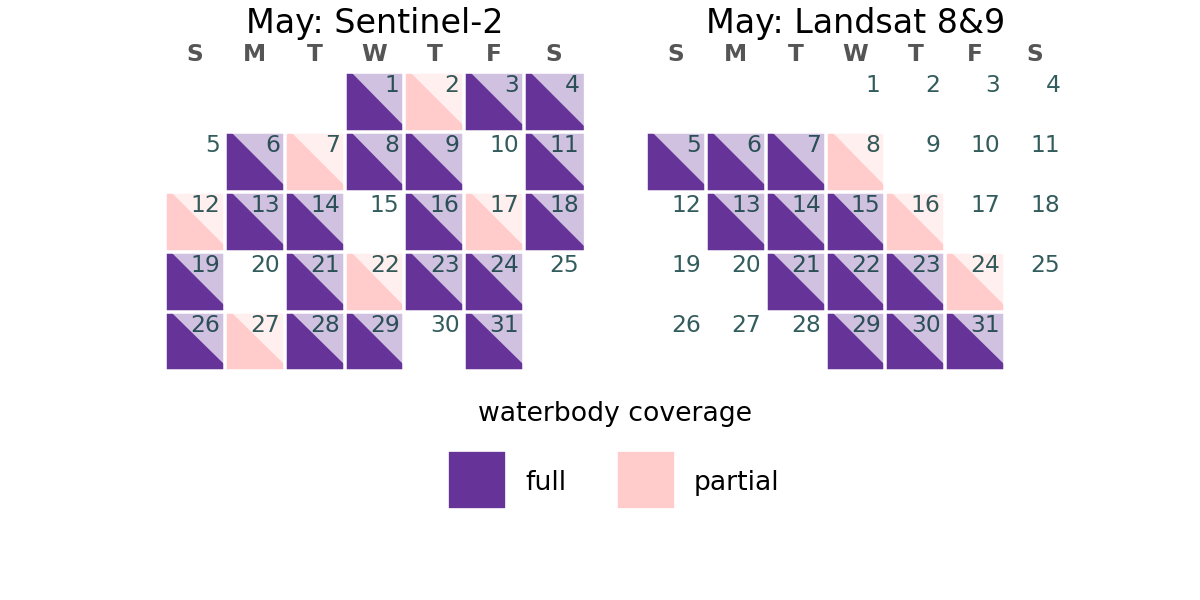 May: Sentinel-2
S M T W T F S
1 2 3 4
5 6 7 8 9 10 11
12 13 14 15 16 17 18
19 20 21 22 23 24 25
26 27 28 29 30 31
May: Landsat 8&9
S M T W T F S
1 2 3 4
5 6 7 8 9 10 11
12 13 14 15 16 17 18
19 20 21 22 23 24 25
26 27 28 29 30 31
waterbody coverage
full partial